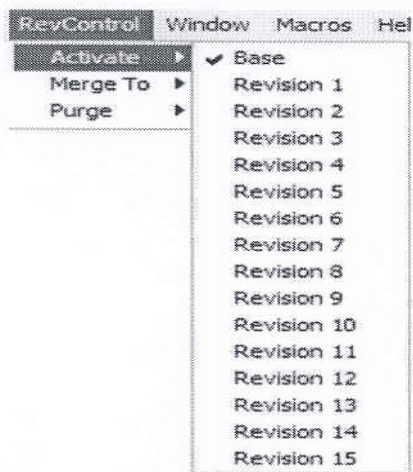 RevControl Window Macros Hel
Activate ✔ Base
Merge To Revision 1
Purge Revision 2
Revision 3
Revision 4
Revision 5
Revision 6
Revision 7
Revision 8
Revision 9
Revision 10
Revision 11
Revision 12
Revision 13
Revision 14
Revision 15